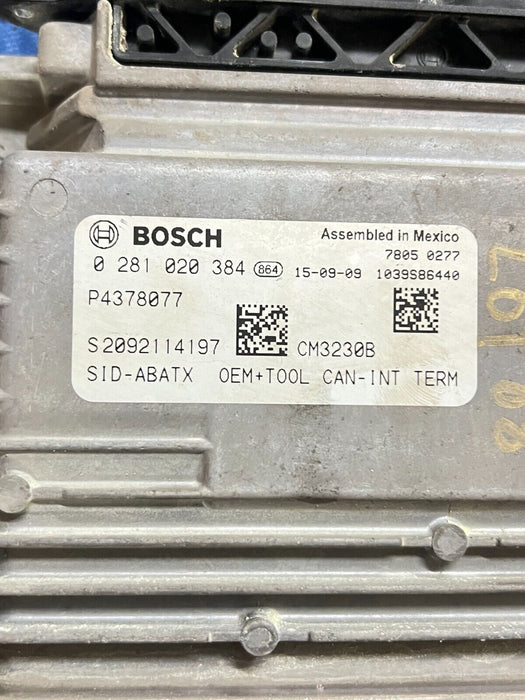 BOSCH Assembled in Mexico
7805 0277
0 281 020 384 864 15-09-09 1039S86440
P4378077
S2092114197 CM3230B
SID-ABATX OEM+TOOL CAN-INT TERM